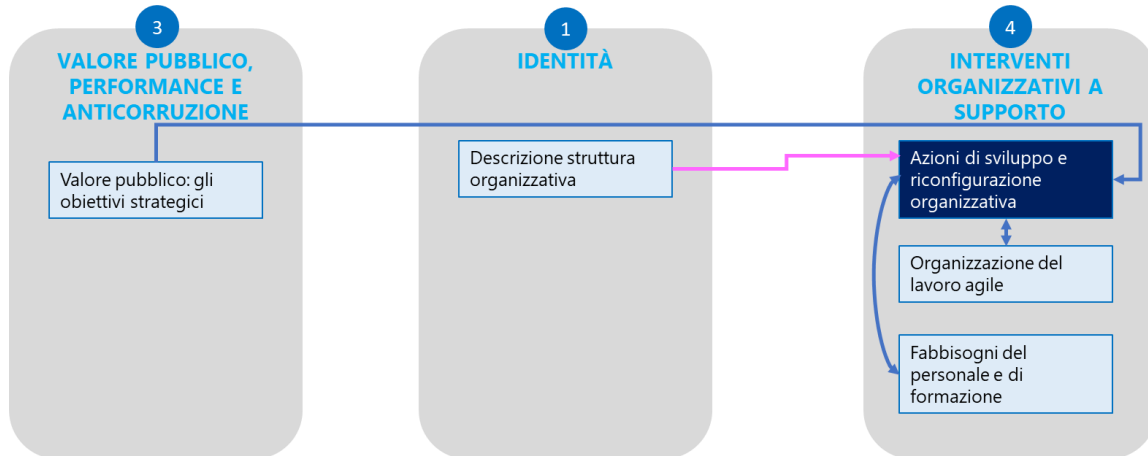 3
VALORE PUBBLICO,
PERFORMANCE E
ANTICORRUZIONE
Valore pubblico: gli
obiettivi strategici
1
IDENTITÀ
Descrizione struttura
organizzativa
4
INTERVENTI
ORGANIZZATIVI A
SUPPORTO
Azioni di sviluppo e
riconfigurazione
organizzativa
Organizzazione del
lavoro agile
Fabbisogni del
personale e di
formazione